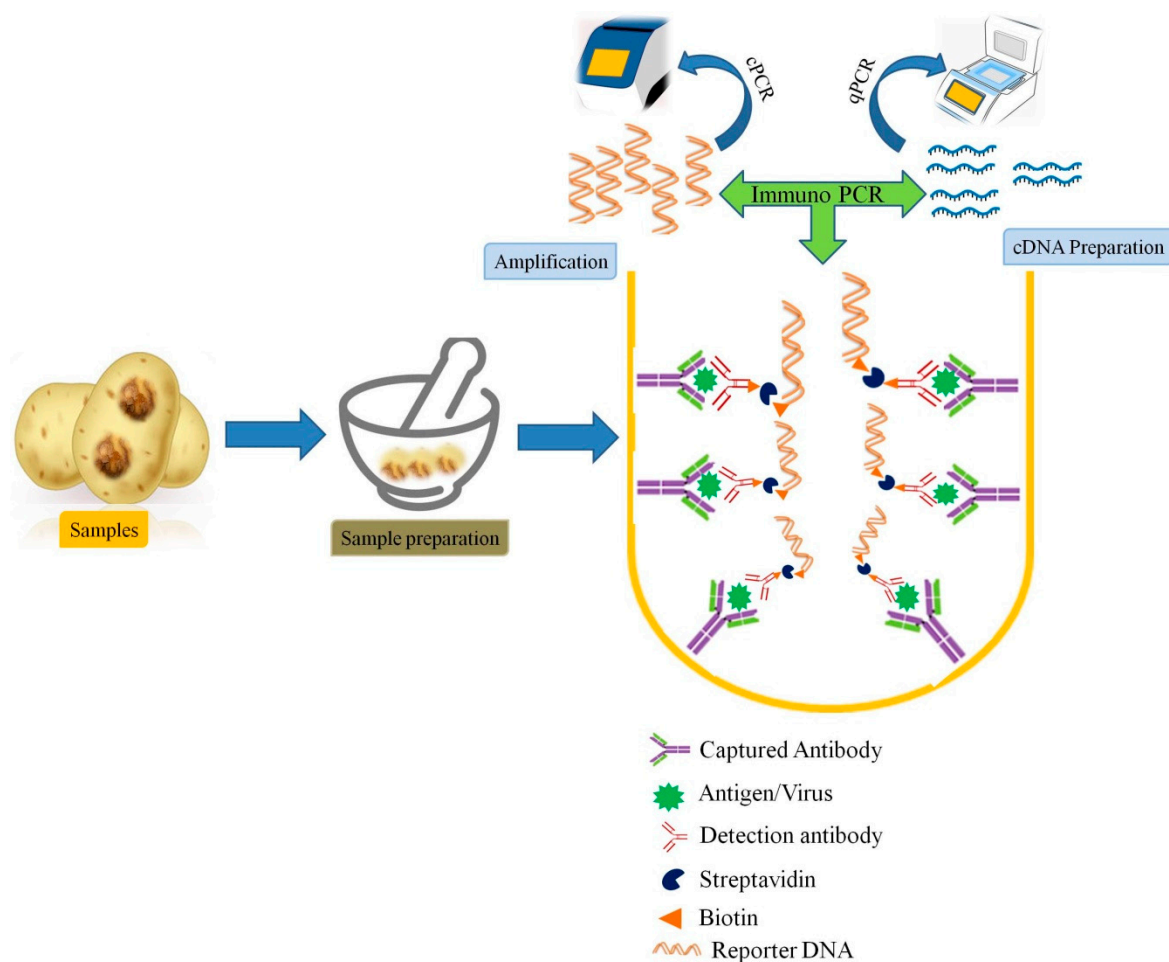 cPCR
qPCR
Immuno PCR
Amplification
cDNA Preparation
Samples
Sample preparation
Captured Antibody
Antigen/Virus
Detection antibody
Streptavidin
Biotin
Reporter DNA